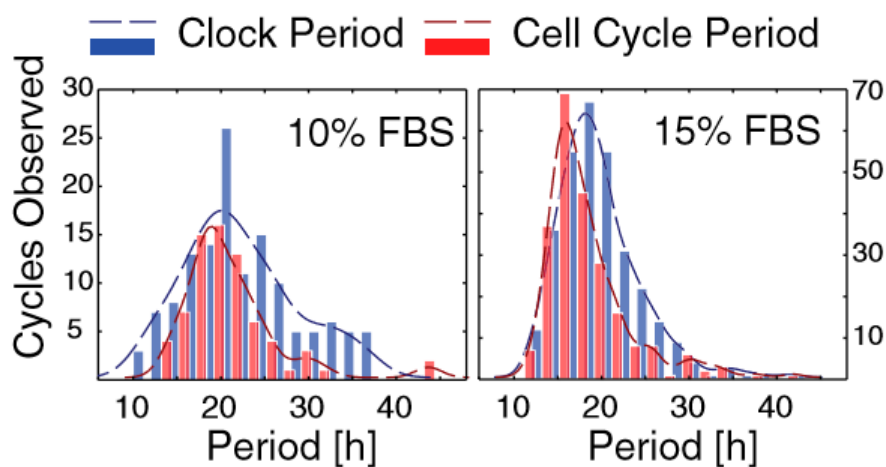 Clock Period
Cell Cycle Period
Cycles Observed
30
25
20
15
10
5
10% FBS
10 20 30 40
Period [h]
15% FBS
70
50
30
10
10 20 30 40
Period [h]